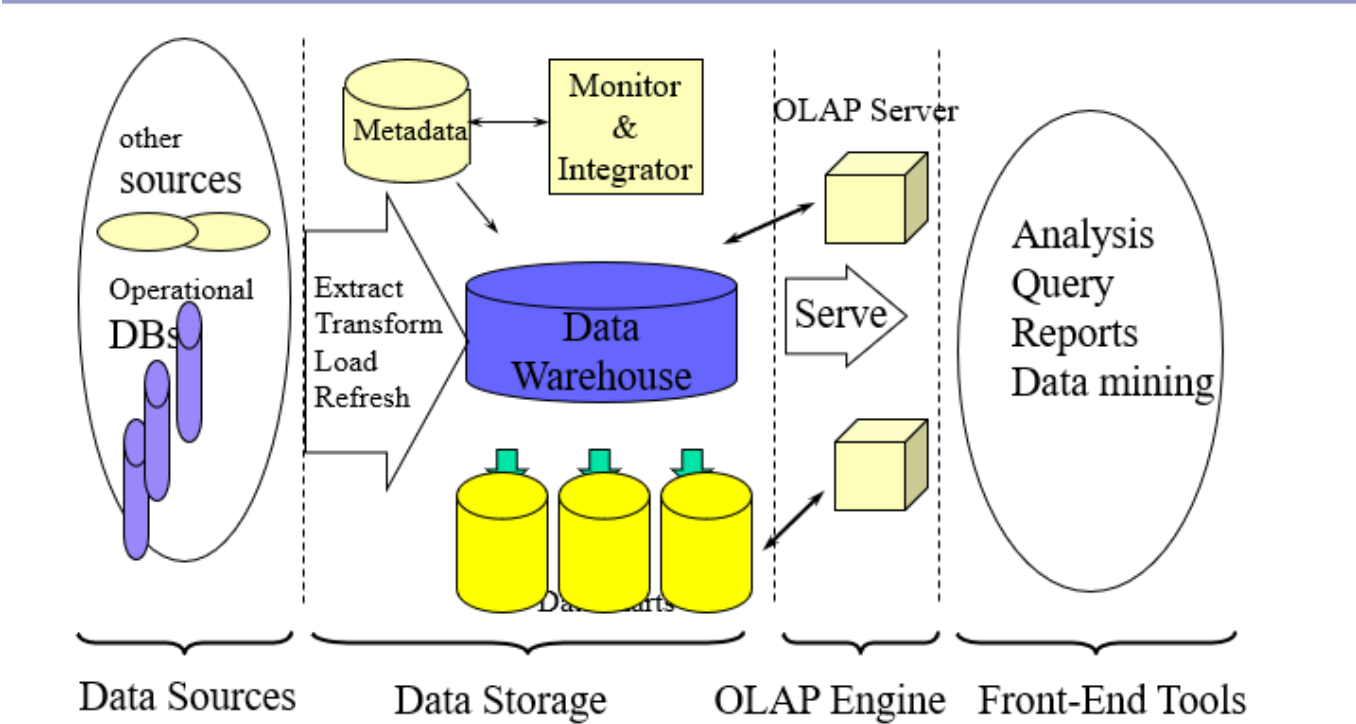 other
sources
Operational
DBs
Metadata
Monitor
&
Integrator
Extract
Transform
Load
Refresh
Data
Warehouse
OLAP Server
Serve
Analysis
Query
Reports
Data mining
Data Sources
Data Storage
OLAP Engine
Front-End Tools